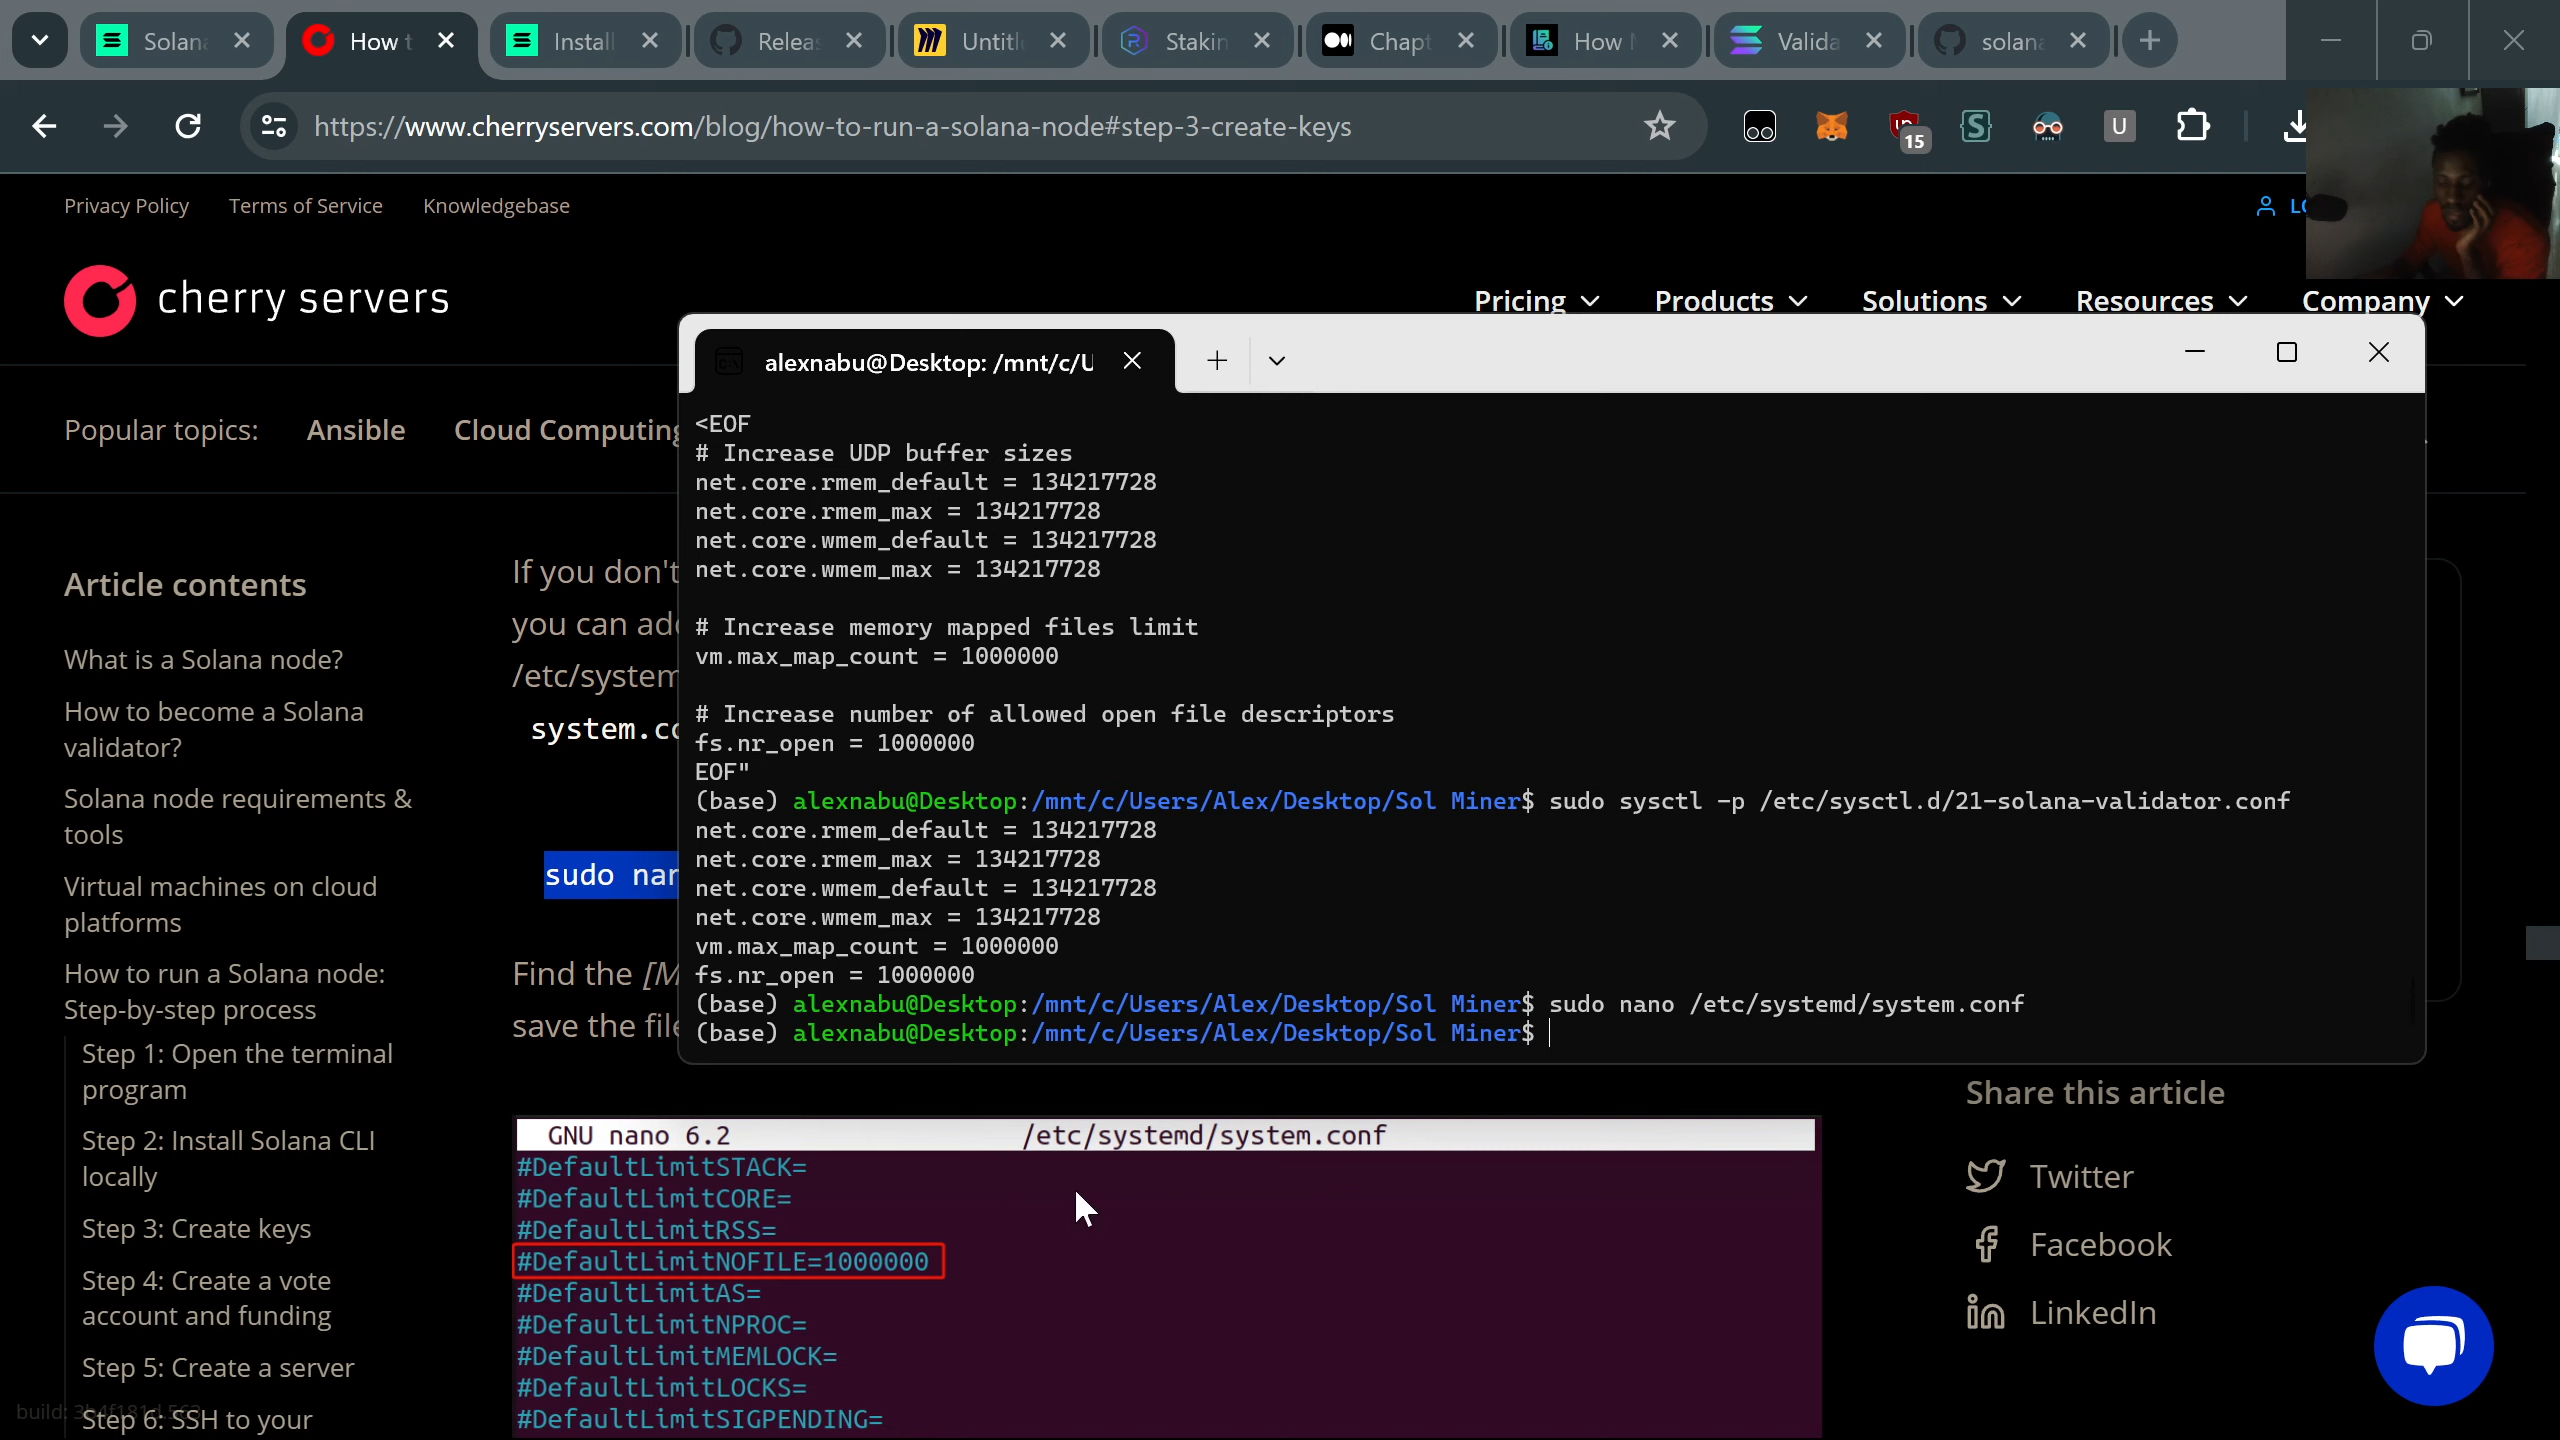 Solan
How t
Install
Relea
Untitl
Stakin
Chapt
How
Valida
solan
https://www.cherryservers.com/blog/how-to-run-a-solana-node#step-3-create-keys
15
U
Privacy Policy
Terms of Service
Knowledgebase
cherry servers
Pricing
Products
Solutions
Resources
Company
Popular topics:
Ansible
Cloud Computing
alexnabu@Desktop: /mnt/c/U
<EOF
# Increase UDP buffer sizes
net.core.rmem_default = 134217728
net.core.rmem_max = 134217728
net.core.wmem_default = 134217728
net.core.wmem_max = 134217728
# Increase memory mapped files limit
vm.max_map_count = 1000000
# Increase number of allowed open file descriptors
fs.nr_open = 1000000
EOF"
(base) alexnabu@Desktop:/mnt/c/Users/Alex/Desktop/Sol Miner$ sudo sysctl -p /etc/sysctl.d/21-solana-validator.conf
net.core.rmem_default = 134217728
net.core.rmem_max = 134217728
net.core.wmem_default = 134217728
net.core.wmem_max = 134217728
vm.max_map_count = 1000000
fs.nr_open = 1000000
(base) alexnabu@Desktop:/mnt/c/Users/Alex/Desktop/Sol Miner$ sudo nano /etc/systemd/system.conf
(base) alexnabu@Desktop:/mnt/c/Users/Alex/Desktop/Sol Miner$
Article contents
What is a Solana node?
How to become a Solana
validator?
Solana node requirements &
tools
Virtual machines on cloud
platforms
How to run a Solana node:
Step-by-step process
Step 1: Open the terminal
program
Step 2: Install Solana CLI
locally
Step 3: Create keys
Step 4: Create a vote
account and funding
Step 5: Create a server
Step 6: SSH to your
If you don't
you can add
/etc/system
system.co
sudo nan
Find the [M
save the file
GNU nano 6.2 /etc/systemd/system.conf
#DefaultLimitSTACK=
#DefaultLimitCORE=
#DefaultLimitRSS=
#DefaultLimitNOFILE=1000000
#DefaultLimitAS=
#DefaultLimitNPROC=
#DefaultLimitMEMLOCK=
#DefaultLimitLOCKS=
#DefaultLimitSIGPENDING=
Share this article
Twitter
Facebook
LinkedIn